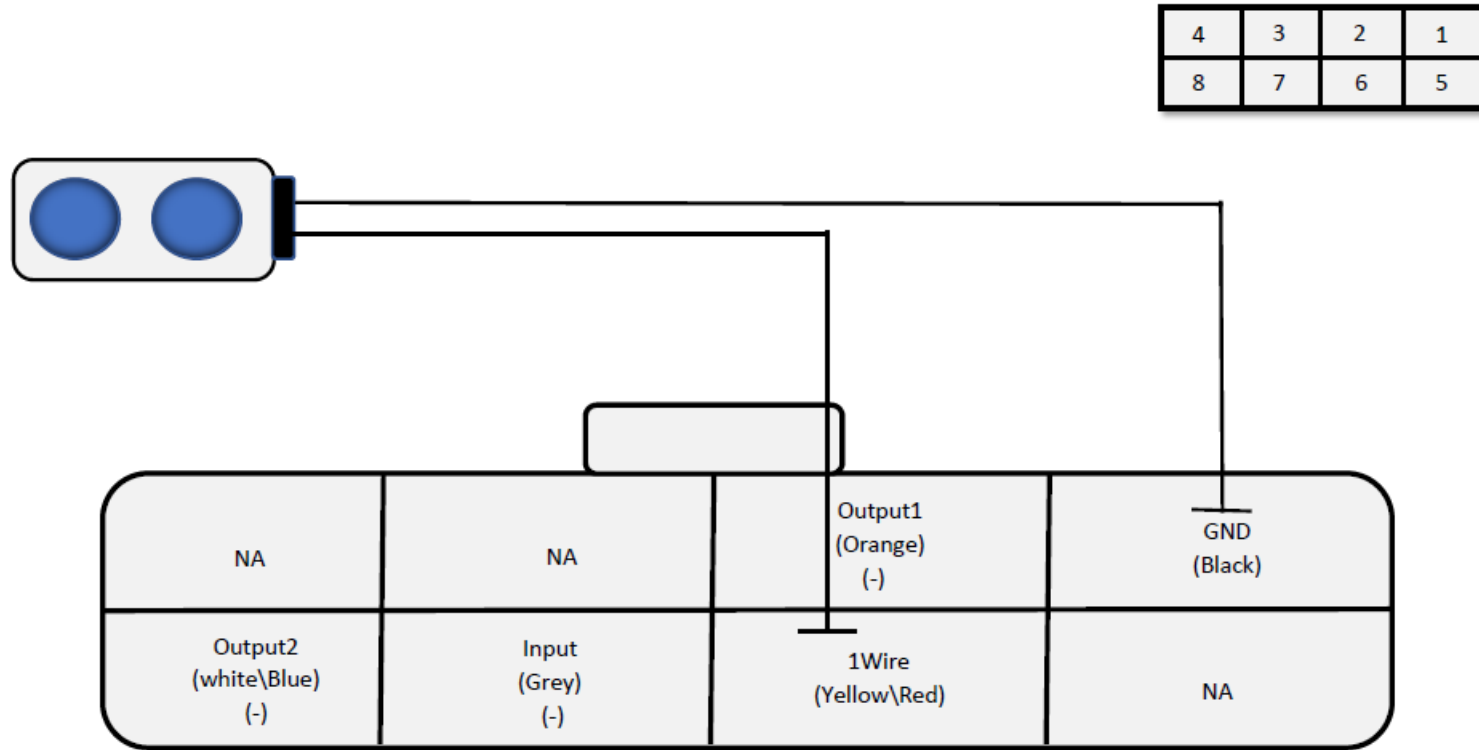 4 3 2 1
8 7 6 5
NA
NA
Output1
(Orange)
(-)
GND
(Black)
Output2
(white\Blue)
(-)
Input
(Grey)
(-)
1Wire
(Yellow\Red)
NA